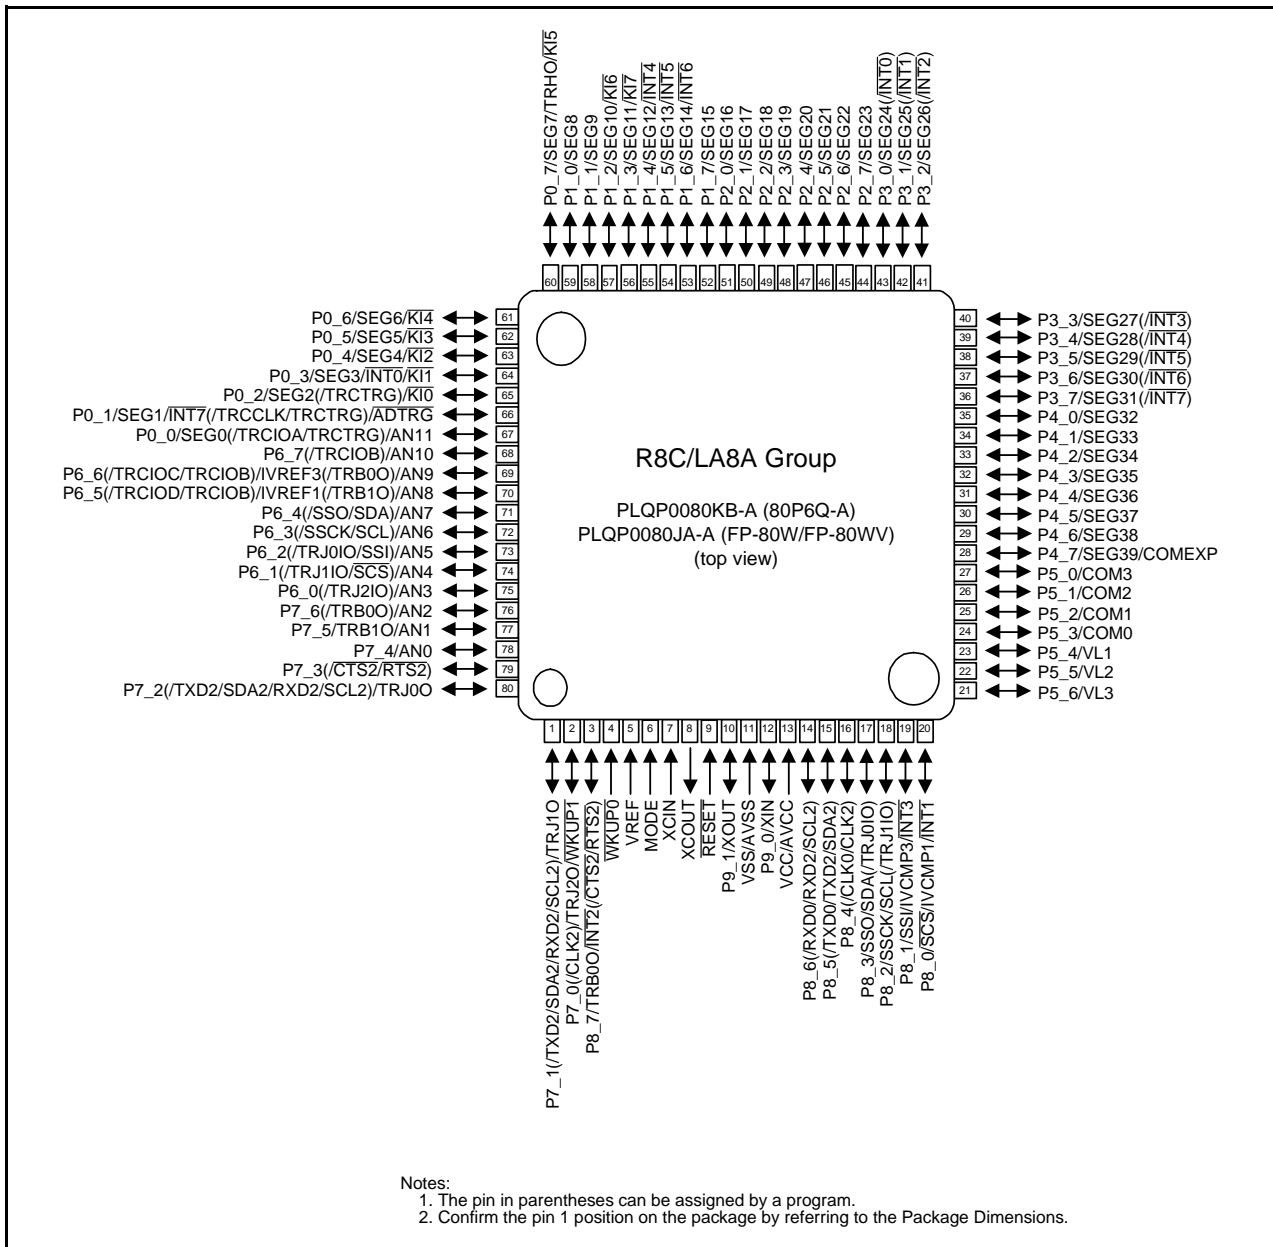 P0_7/SEG7/TRHO/KI5
P1_0/SEG8
P1_1/SEG9
P1_2/SEG10/KI6
P1_3/SEG11/KI7
P1_4/SEG12/INT4
P1_5/SEG13/INT5
P1_6/SEG14/INT6
P1_7/SEG15
P2_0/SEG16
P2_1/SEG17
P2_2/SEG18
P2_3/SEG19
P2_4/SEG20
P2_5/SEG21
P2_6/SEG22
P2_7/SEG23
P3_0/SEG24(/INT0)
P3_1/SEG25(/INT1)
P3_2/SEG26(/INT2)
60 59 58 57 56 55 54 53 52 51 50 49 48 47 46 45 44 43 42 41
P0_6/SEG6/KI4 61
P0_5/SEG5/KI3 62
P0_4/SEG4/KI2 63
P0_3/SEG3/INT0/KI1 64
P0_2/SEG2(/TRCTRG)/KI0 65
P0_1/SEG1/INT7(/TRCCLK/TRCTRG)/ADTRG 66
P0_0/SEG0(/TRCIOA/TRCTRG)/AN11 67
P6_7(/TRCIOB)/AN10 68
P6_6(/TRCIOC/TRCIOB)/IVREF3(/TRB0O)/AN9 69
P6_5(/TRCIOD/TRCIOB)/IVREF1(/TRB1O)/AN8 70
P6_4(/SSO/SDA)/AN7 71
P6_3(/SSCK/SCL)/AN6 72
P6_2(/TRJ0IO/SSI)/AN5 73
P6_1(/TRJ1IO/SCS)/AN4 74
P6_0(/TRJ2IO)/AN3 75
P7_6(/TRB0O)/AN2 76
P7_5/TRB1O/AN1 77
P7_4/AN0 78
P7_3(/CTS2/RTS2) 79
P7_2(/TXD2/SDA2/RXD2/SCL2)/TRJ0O 80
R8C/LA8A Group
PLQP0080KB-A (80P6Q-A)
PLQP0080JA-A (FP-80W/FP-80WV)
(top view)
40 P3_3/SEG27(/INT3)
39 P3_4/SEG28(/INT4)
38 P3_5/SEG29(/INT5)
37 P3_6/SEG30(/INT6)
36 P3_7/SEG31(/INT7)
35 P4_0/SEG32
34 P4_1/SEG33
33 P4_2/SEG34
32 P4_3/SEG35
31 P4_4/SEG36
30 P4_5/SEG37
29 P4_6/SEG38
28 P4_7/SEG39/COMEXP
27 P5_0/COM3
26 P5_1/COM2
25 P5_2/COM1
24 P5_3/COM0
23 P5_4/VL1
22 P5_5/VL2
21 P5_6/VL3
1 2 3 4 5 6 7 8 9 10 11 12 13 14 15 16 17 18 19 20
P7_1(/TXD2/SDA2/RXD2/SCL2)/TRJ1O
P7_0(/CLK2)/TRJ2O/WKUP1
P8_7/TRB0O/INT2(/CTS2/RTS2)
WKUP0
VREF
MODE
XCIN
XCOUT
RESET
P9_1/XOUT
VSS/AVSS
P9_0/XIN
VCC/AVCC
P8_6(/RXD0/RXD2/SCL2)
P8_5(/TXD0/TXD2/SDA2)
P8_4(/CLK0/CLK2)
P8_3/SSO/SDA(/TRJ0IO)
P8_2/SSCK/SCL(/TRJ1IO)
P8_1/SSI/IVCMP3/INT3
P8_0/SCS/IVCMP1/INT1
Notes:
1. The pin in parentheses can be assigned by a program.
2. Confirm the pin 1 position on the package by referring to the Package Dimensions.